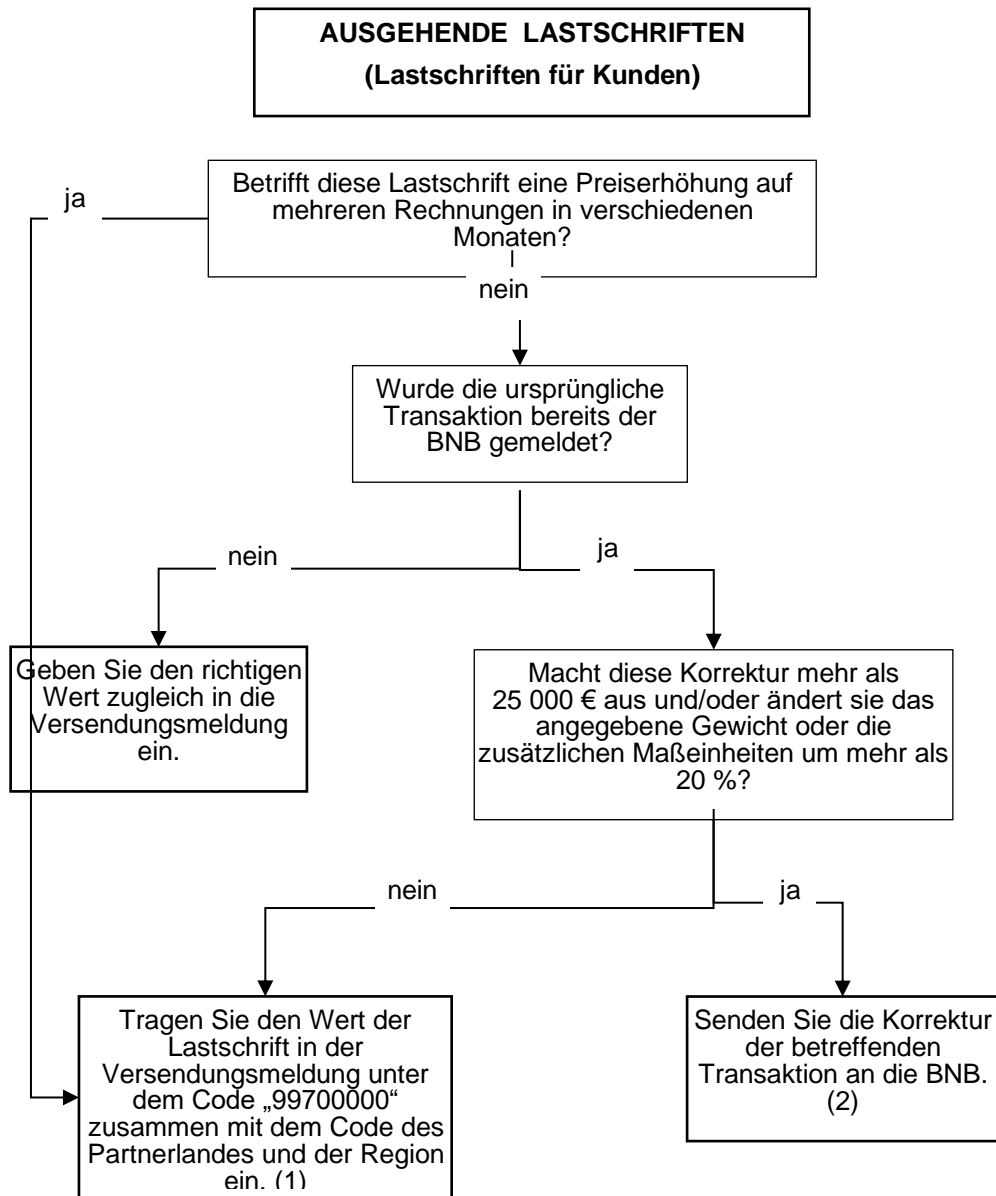 AUSGEHENDE LASTSCHRIFTEN
(Lastschriften für Kunden)
ja
Betrifft diese Lastschrift eine Preiserhöhung auf
mehreren Rechnungen in verschiedenen
Monaten?
nein
Wurde die ursprüngliche
Transaktion bereits der
BNB gemeldet?
nein
ja
Geben Sie den richtigen
Wert zugleich in die
Versendungsmeldung
ein.
Macht diese Korrektur mehr als
25 000 € aus und/oder ändert sie das
angegebene Gewicht oder die
zusätzlichen Maßeinheiten um mehr als
20 %?
nein
ja
Tragen Sie den Wert der
Lastschrift in der
Versendungsmeldung unter
dem Code „99700000“
zusammen mit dem Code des
Partnerlandes und der Region
ein. (1)
Senden Sie die Korrektur
der betreffenden
Transaktion an die BNB.
(2)